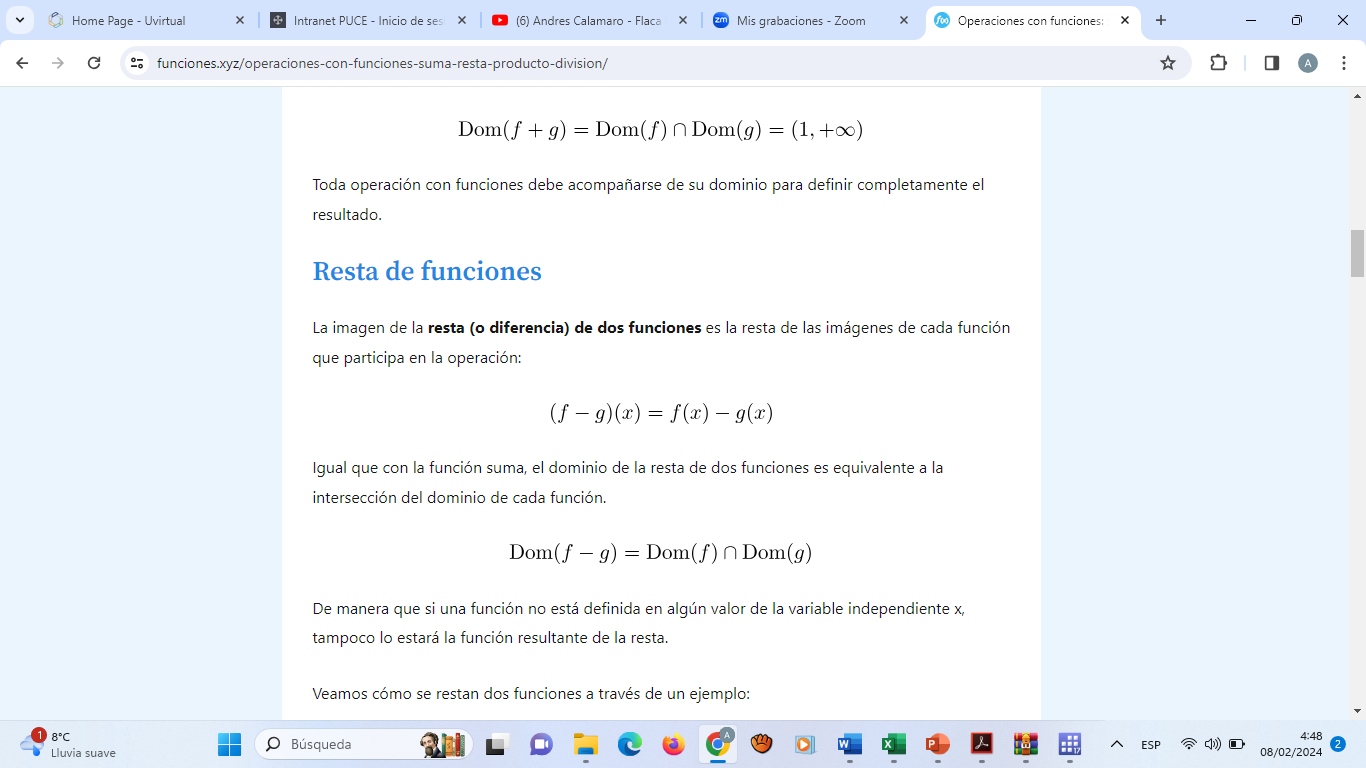 Home Page - Uvirtual
Intranet PUCE - Inicio de ses
(6) Andres Calamaro - Flaca
zm Mis grabaciones - Zoom
f(x) Operaciones con funciones:
funciones.xyz/operaciones-con-funciones-suma-resta-producto-division/
A
Dom(f + g) = Dom(f) ∩ Dom(g) = (1, +∞)
Toda operación con funciones debe acompañarse de su dominio para definir completamente el
resultado.
Resta de funciones
La imagen de la resta (o diferencia) de dos funciones es la resta de las imágenes de cada función
que participa en la operación:
(f − g)(x) = f(x) − g(x)
Igual que con la función suma, el dominio de la resta de dos funciones es equivalente a la
intersección del dominio de cada función.
Dom(f − g) = Dom(f) ∩ Dom(g)
De manera que si una función no está definida en algún valor de la variable independiente x,
tampoco lo estará la función resultante de la resta.
Veamos cómo se restan dos funciones a través de un ejemplo:
1
8°C
Lluvia suave
Búsqueda
A
W
X
P
17
ESP
4:48
08/02/2024
2